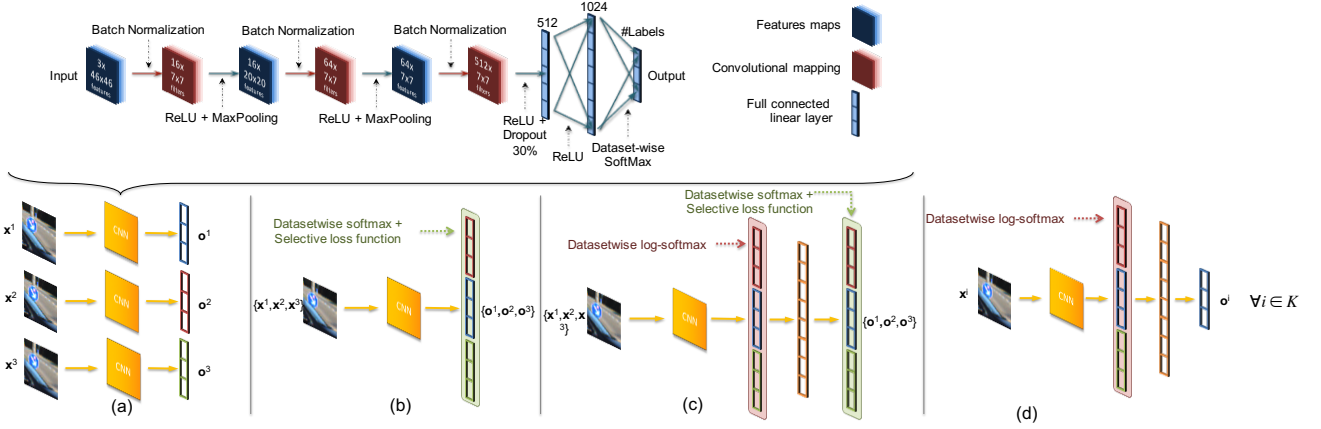 Input
Batch Normalization
Batch Normalization
Batch Normalization
3x
46x46
features
16x
7x7
filters
16x
20x20
features
64x
7x7
filters
64x
7x7
features
512x
7x7
filters
ReLU + MaxPooling
ReLU + MaxPooling
ReLU +
Dropout
30%
512
ReLU
1024
Dataset-wise
SoftMax
#Labels
Output
Features maps
Convolutional mapping
Full connected
linear layer
x1
CNN
o1
x2
CNN
o2
x3
CNN
o3
(a)
Datasetwise softmax +
Selective loss function
{x1,x2,x3}
CNN
{o1,o2,o3}
(b)
Datasetwise softmax +
Selective loss function
Datasetwise log-softmax
{x1,x2,x
3}
CNN
{o1,o2,o3}
(c)
Datasetwise log-softmax
xi
CNN
oi
∀i ∈ K
(d)